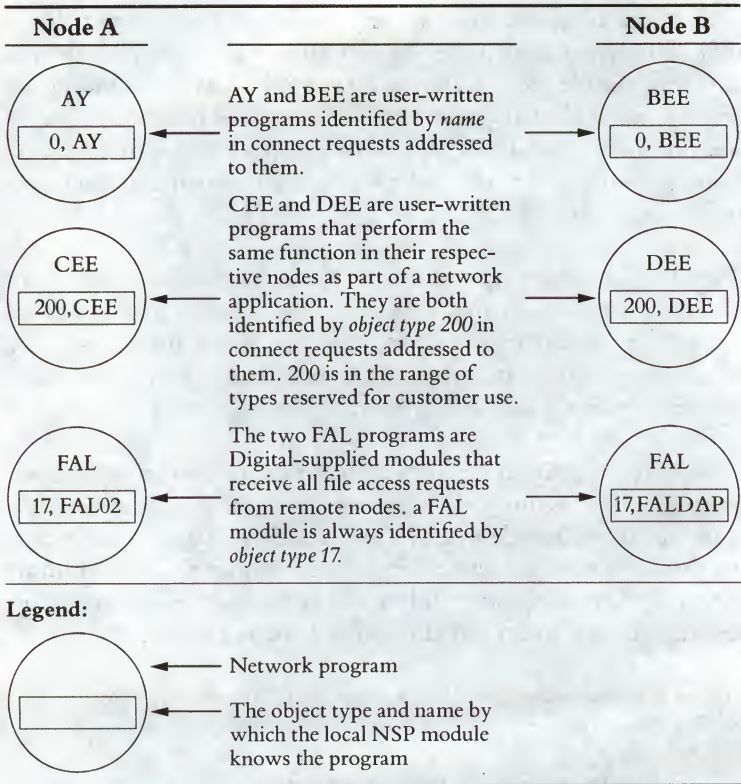 Node A
Node B
AY
0, AY
AY and BEE are user-written
programs identified by name
in connect requests addressed
to them.
BEE
0, BEE
CEE
200,CEE
CEE and DEE are user-written
programs that perform the
same function in their respec-
tive nodes as part of a network
application. They are both
identified by object type 200 in
connect requests addressed to
them. 200 is in the range of
types reserved for customer use.
DEE
200, DEE
FAL
17, FAL02
The two FAL programs are
Digital-supplied modules that
receive all file access requests
from remote nodes. a FAL
module is always identified by
object type 17.
FAL
17,FALDAP
Legend:
Network program
The object type and name by
which the local NSP module
knows the program